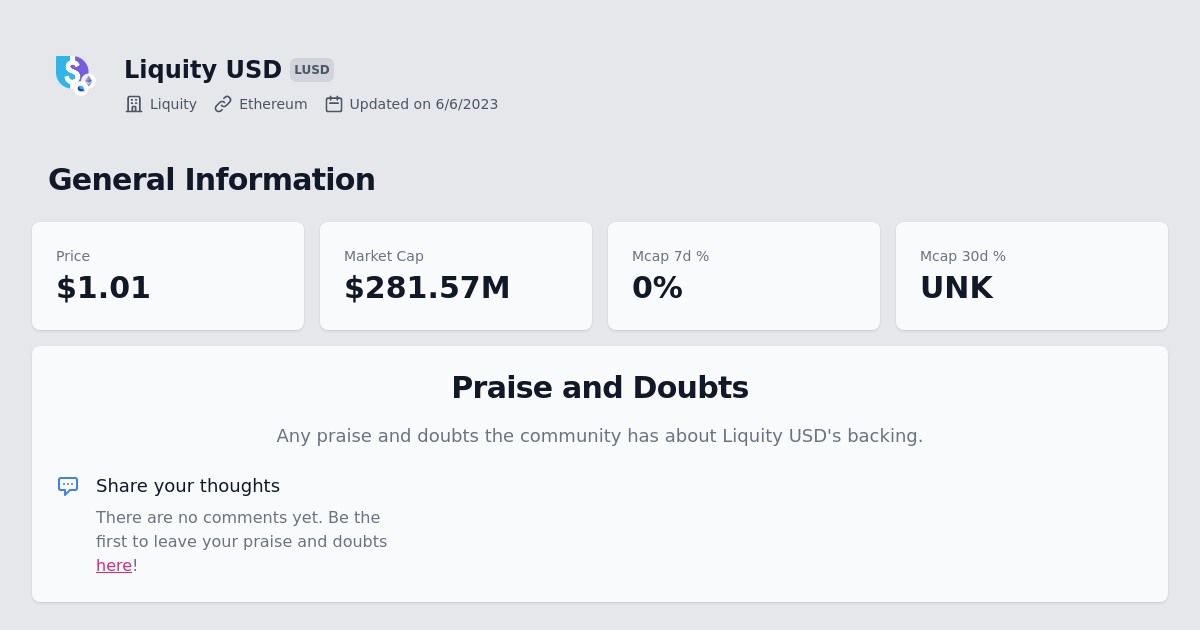 Liquity USD LUSD
Liquity Ethereum Updated on 6/6/2023
General Information
Price
$1.01
Market Cap
$281.57M
Mcap 7d %
0%
Mcap 30d %
UNK
Praise and Doubts
Any praise and doubts the community has about Liquity USD's backing.
Share your thoughts
There are no comments yet. Be the
first to leave your praise and doubts
here!